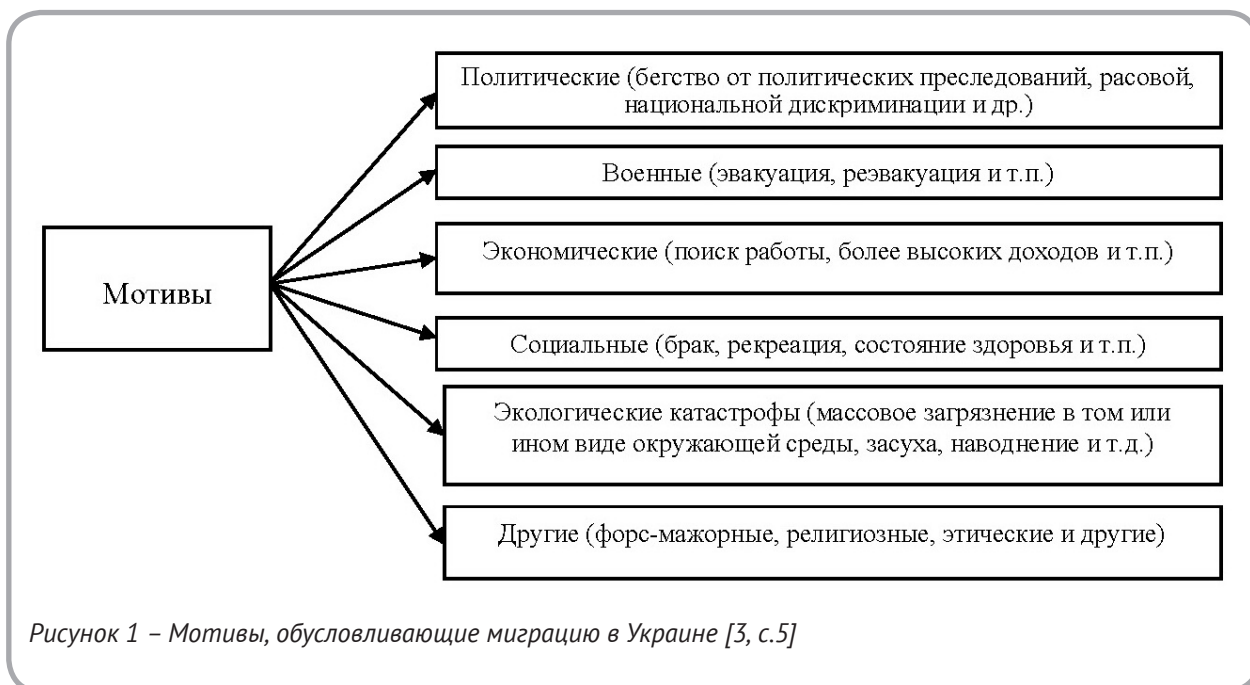 Политические (бегство от политических преследований, расовой,
национальной дискриминации и др.)
Военные (эвакуация, реэвакуация и т.п.)
Экономические (поиск работы, более высоких доходов и т.п.)
Мотивы
Социальные (брак, рекреация, состояние здоровья и т.п.)
Экологические катастрофы (массовое загрязнение в том или
ином виде окружающей среды, засуха, наводнение и т.д.)
Другие (форс-мажорные, религиозные, этические и другие)
Рисунок 1 – Мотивы, обусловливающие миграцию в Украине [3, с.5]